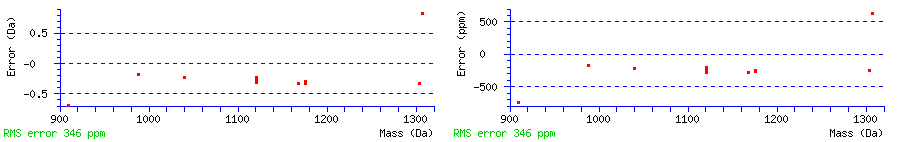 Error (Da)
0.5
-0
-0.5
900
1000
1100
1200
1300
RMS error 346 ppm
Mass (Da)
Error (ppm)
500
0
-500
900
1000
1100
1200
1300
RMS error 346 ppm
Mass (Da)